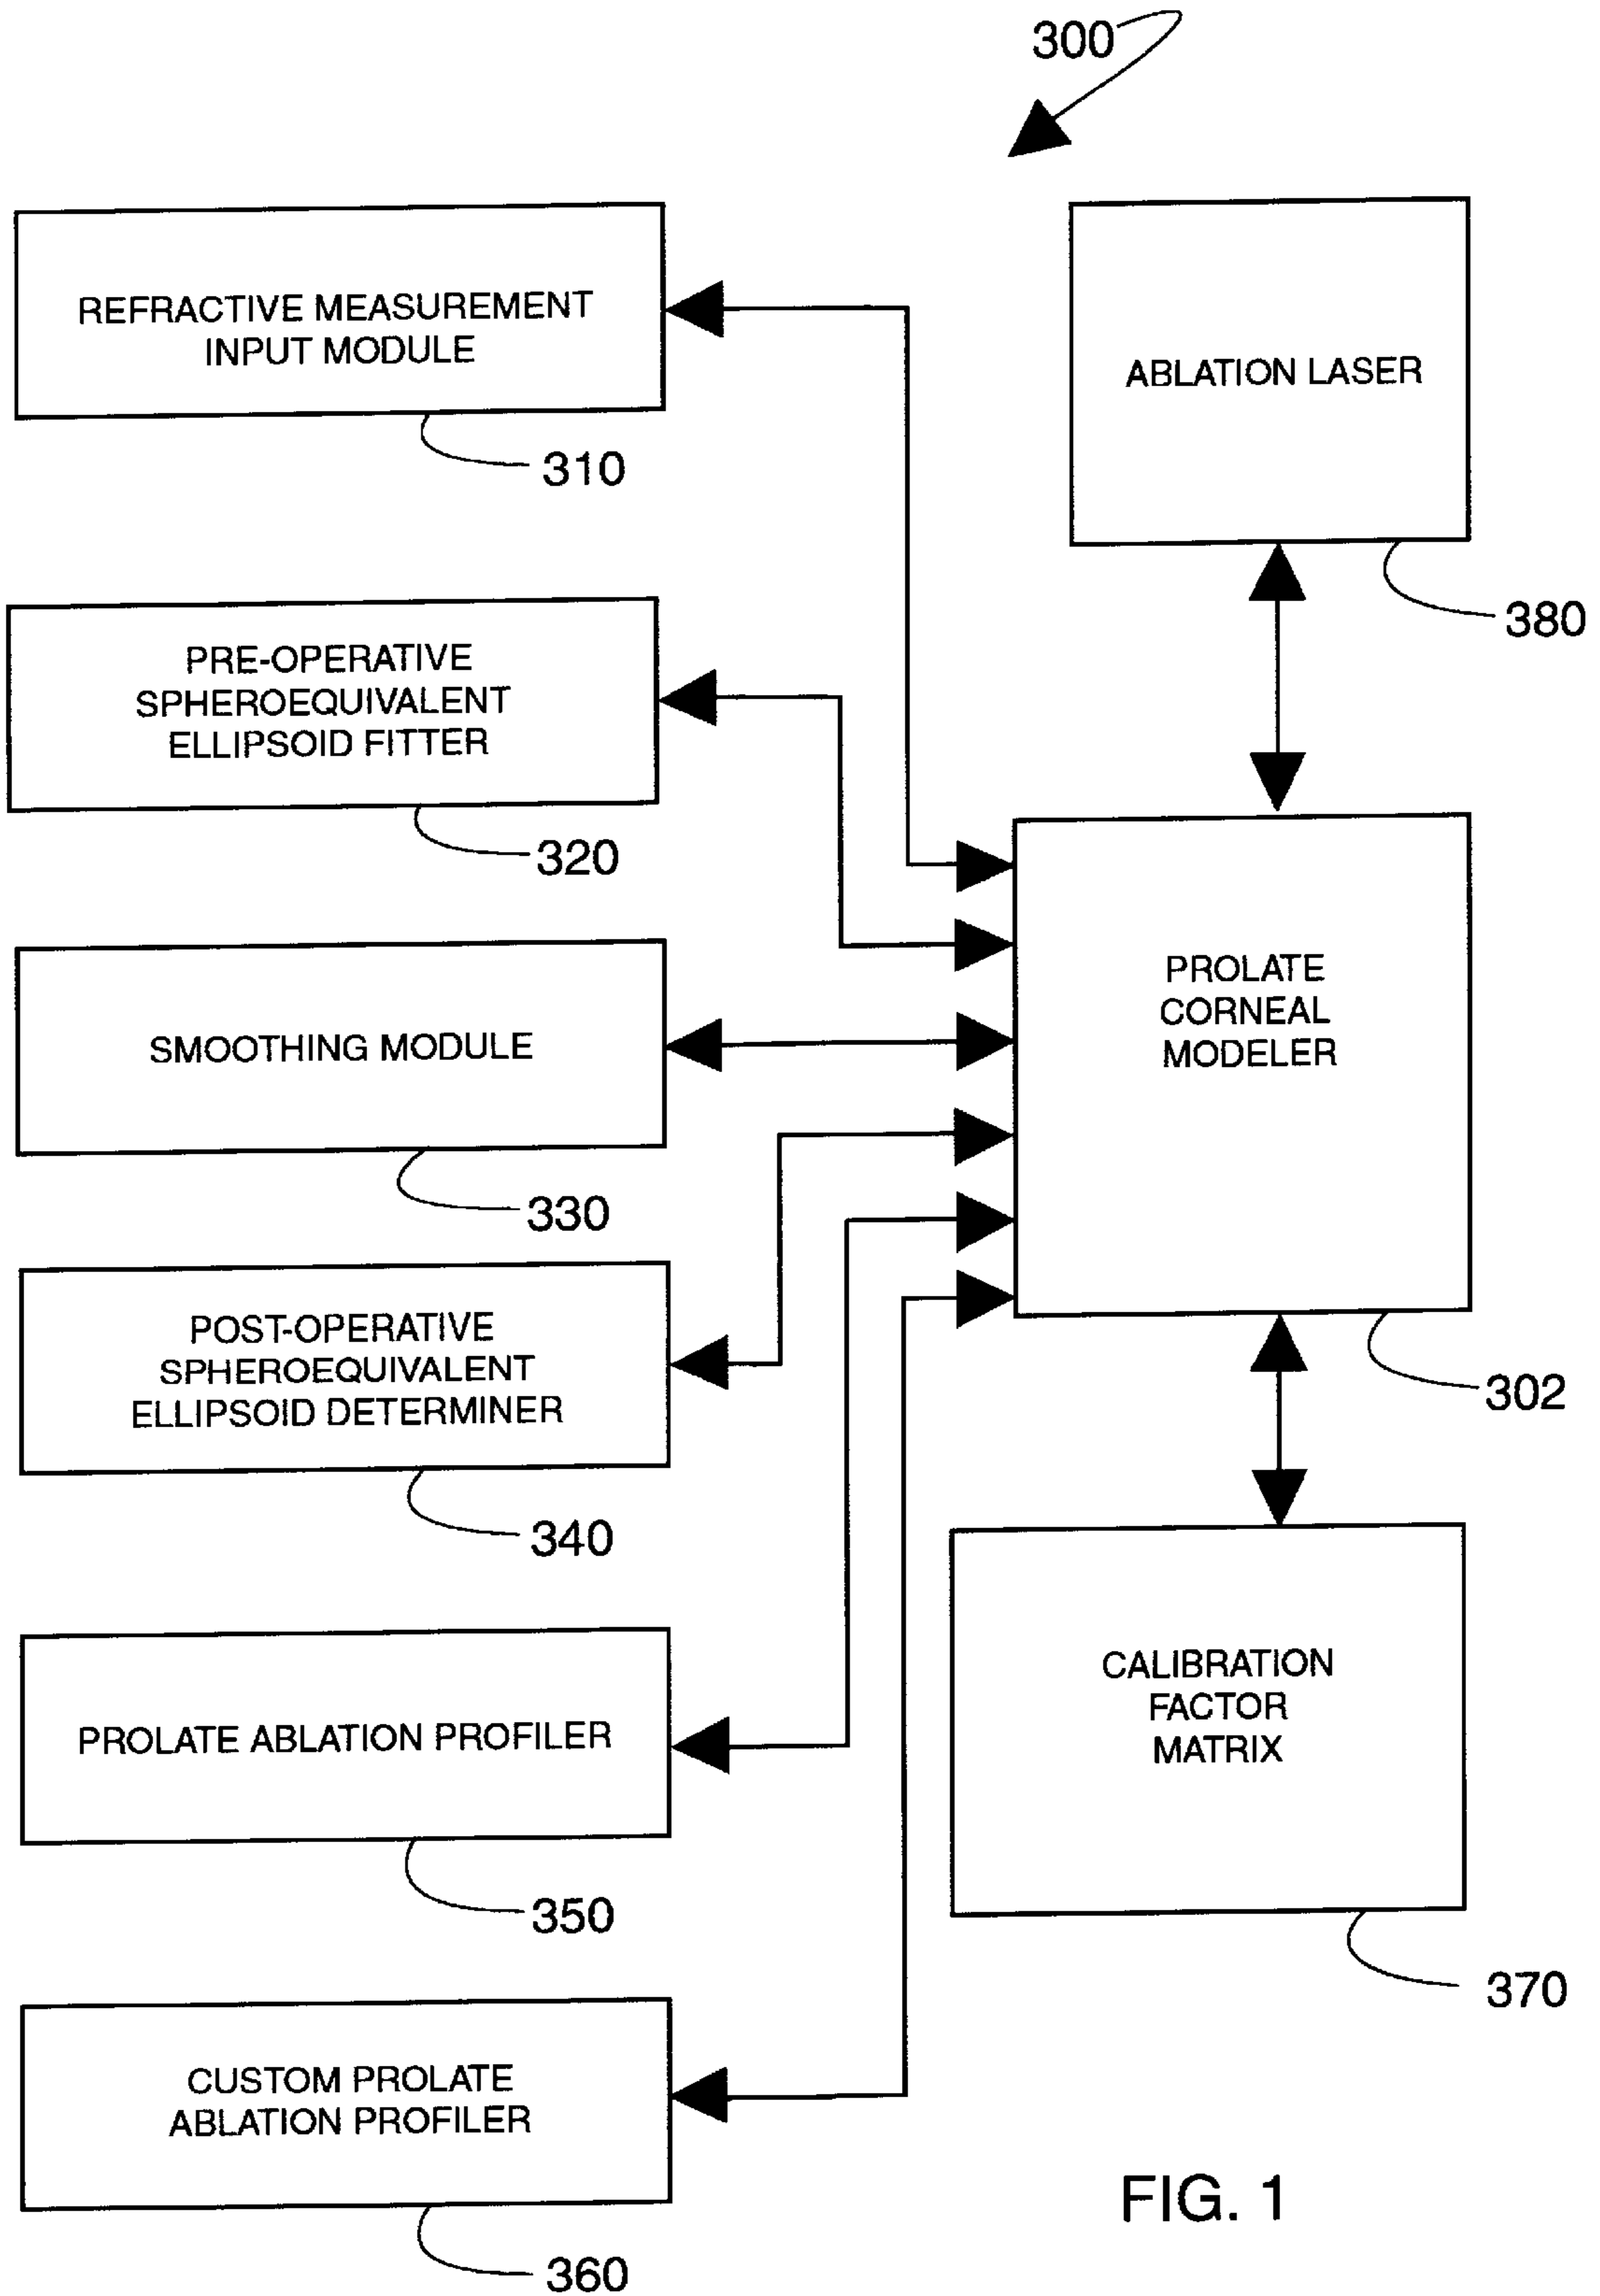 300
REFRACTIVE MEASUREMENT
INPUT MODULE
310
ABLATION LASER
380
PRE-OPERATIVE
SPHEROEQUIVALENT
ELLIPSOID FITTER
320
SMOOTHING MODULE
330
PROLATE
CORNEAL
MODELER
302
POST-OPERATIVE
SPHEROEQUIVALENT
ELLIPSOID DETERMINER
340
PROLATE ABLATION PROFILER
350
CALIBRATION
FACTOR
MATRIX
370
CUSTOM PROLATE
ABLATION PROFILER
360
FIG. 1